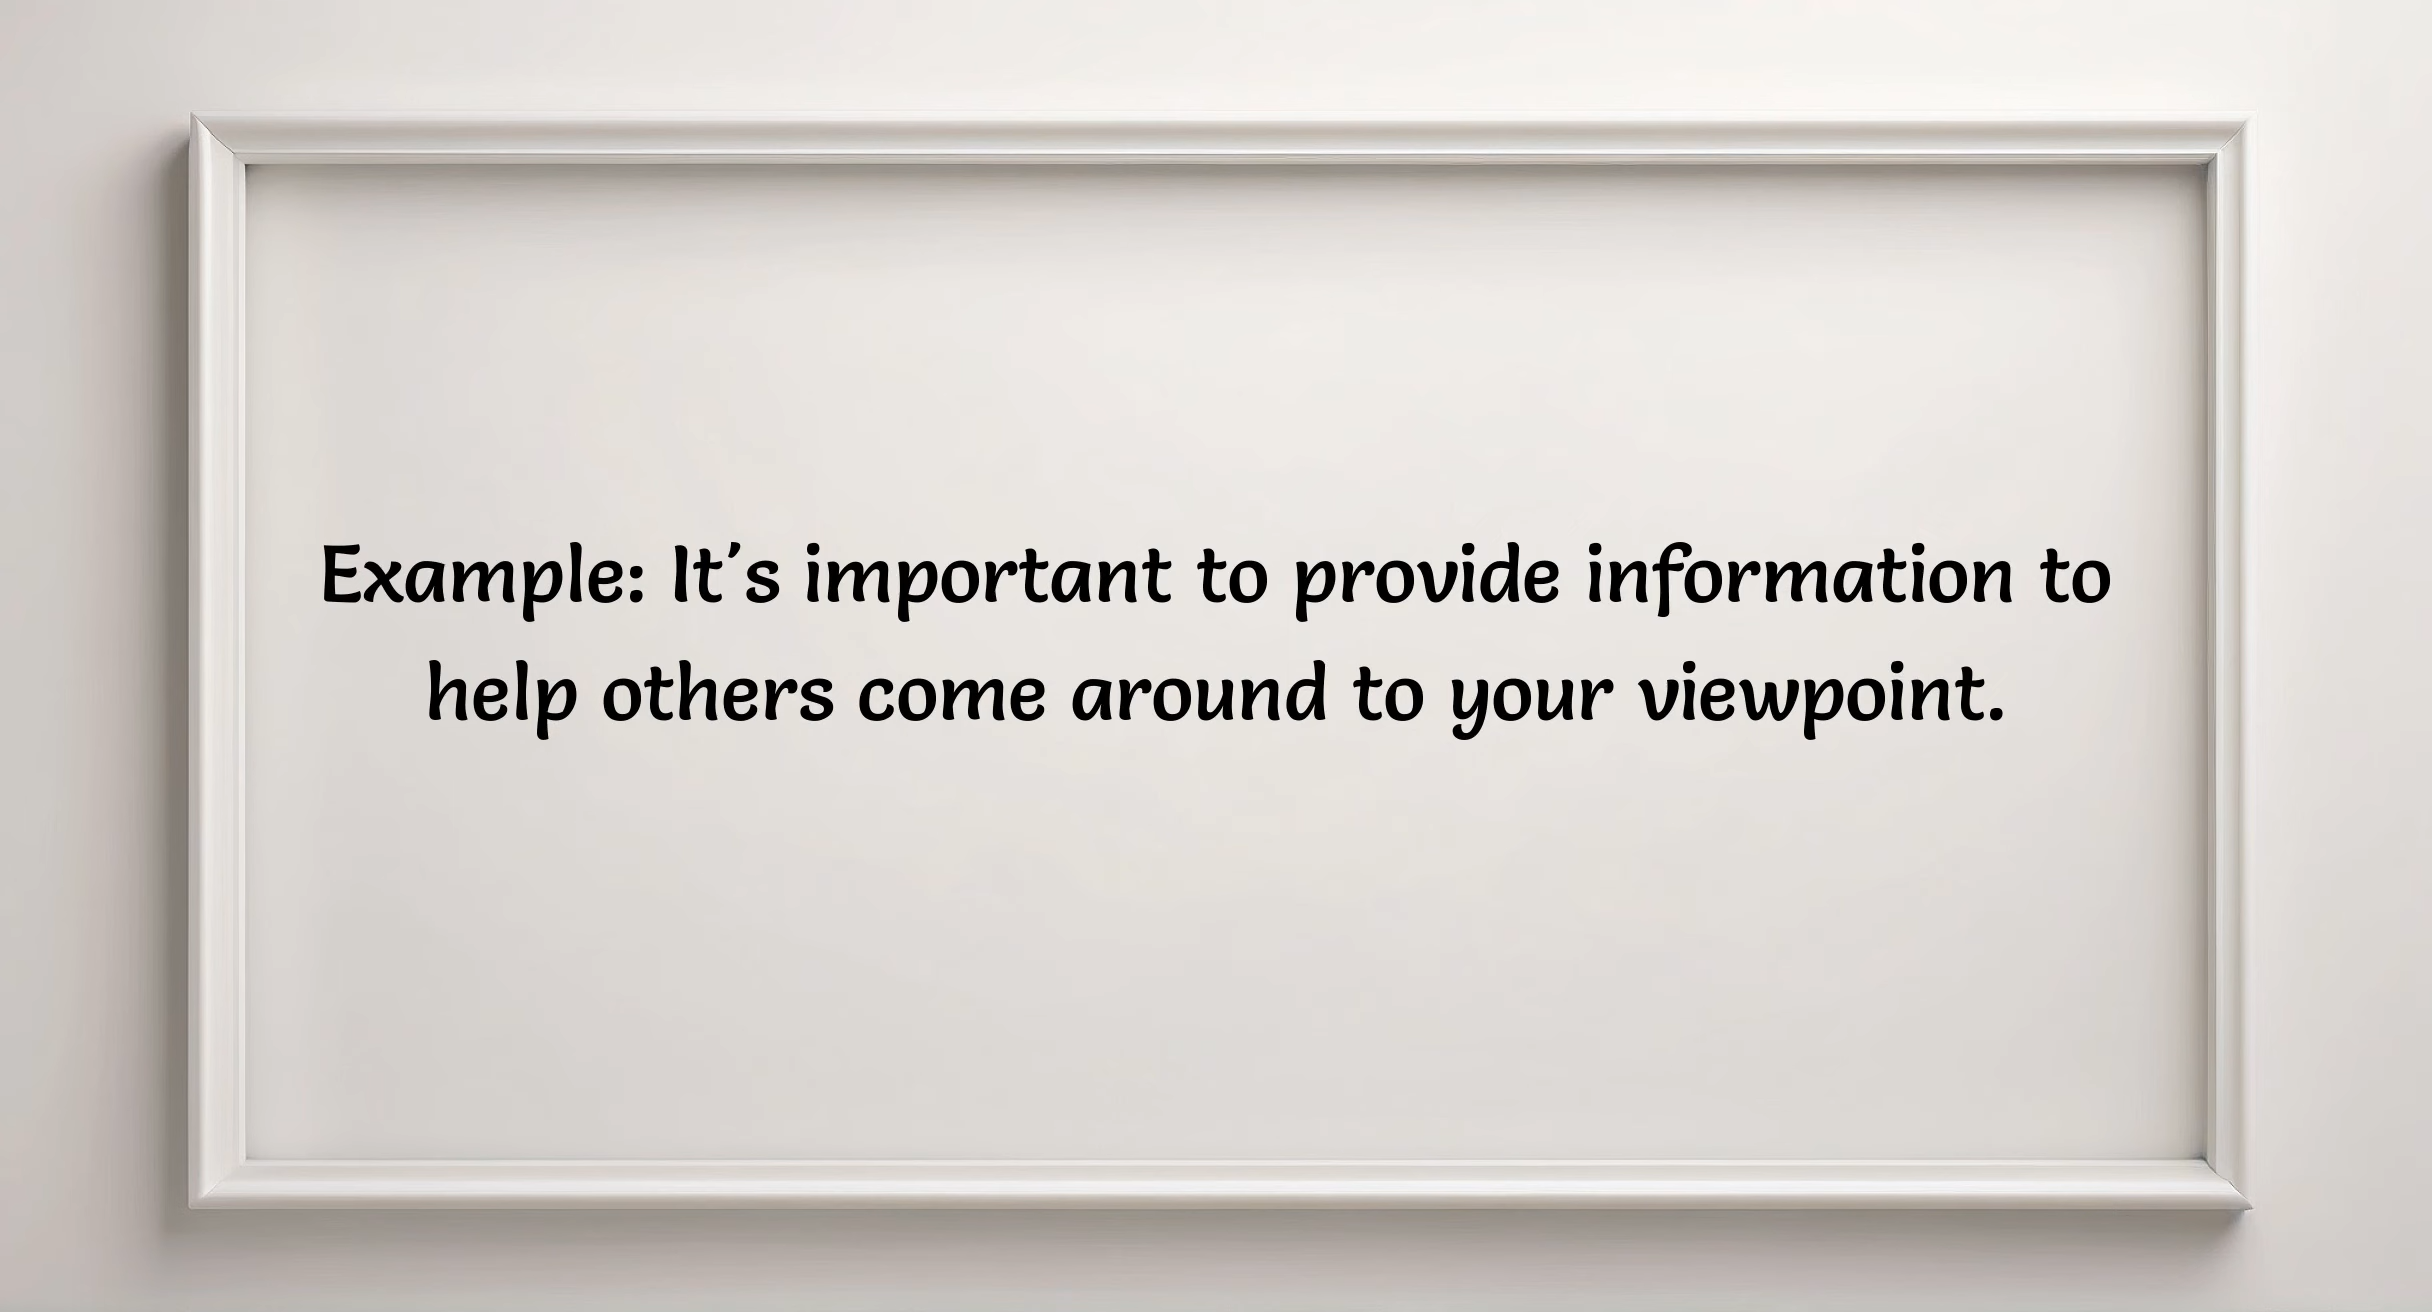 Example: It's important to provide information to
help others come around to your viewpoint.